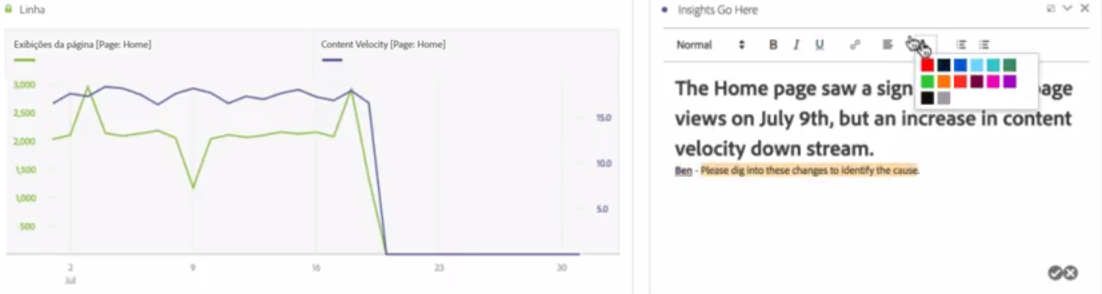 Linha
Exibições da página [Page: Home]
Content Velocity [Page: Home]
3,000
2,500
2,000
1,500
1,000
500
15.0
10.0
5.0
2
9
16
23
30
Jul
Insights Go Here
Normal
B I U
The Home page saw a sign age
views on July 9th, but an increase in content
velocity down stream.
Ben - Please dig into these changes to identify the cause.